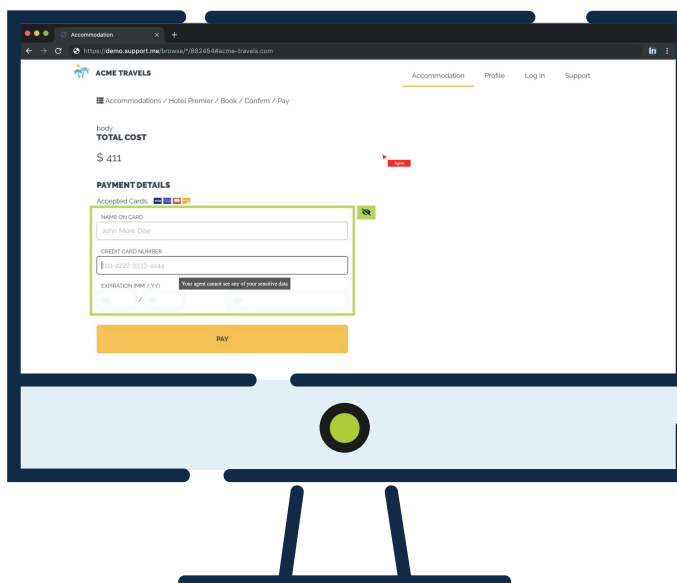 Accommodation
https://demo.support.me/browse/*/882454#acme-travels.com
in
ACME TRAVELS
Accommodation Profile Log In Support
Accommodations / Hotel Premier / Book / Confirm / Pay
body
TOTAL COST
$ 411
Agent
PAYMENT DETAILS
Accepted Cards:
NAME ON CARD
John More Doe
CREDIT CARD NUMBER
1111-2222-3333-4444
Your agent cannot see any of your sensitive data
EXPIRATION (MM / YY)
/
PAY